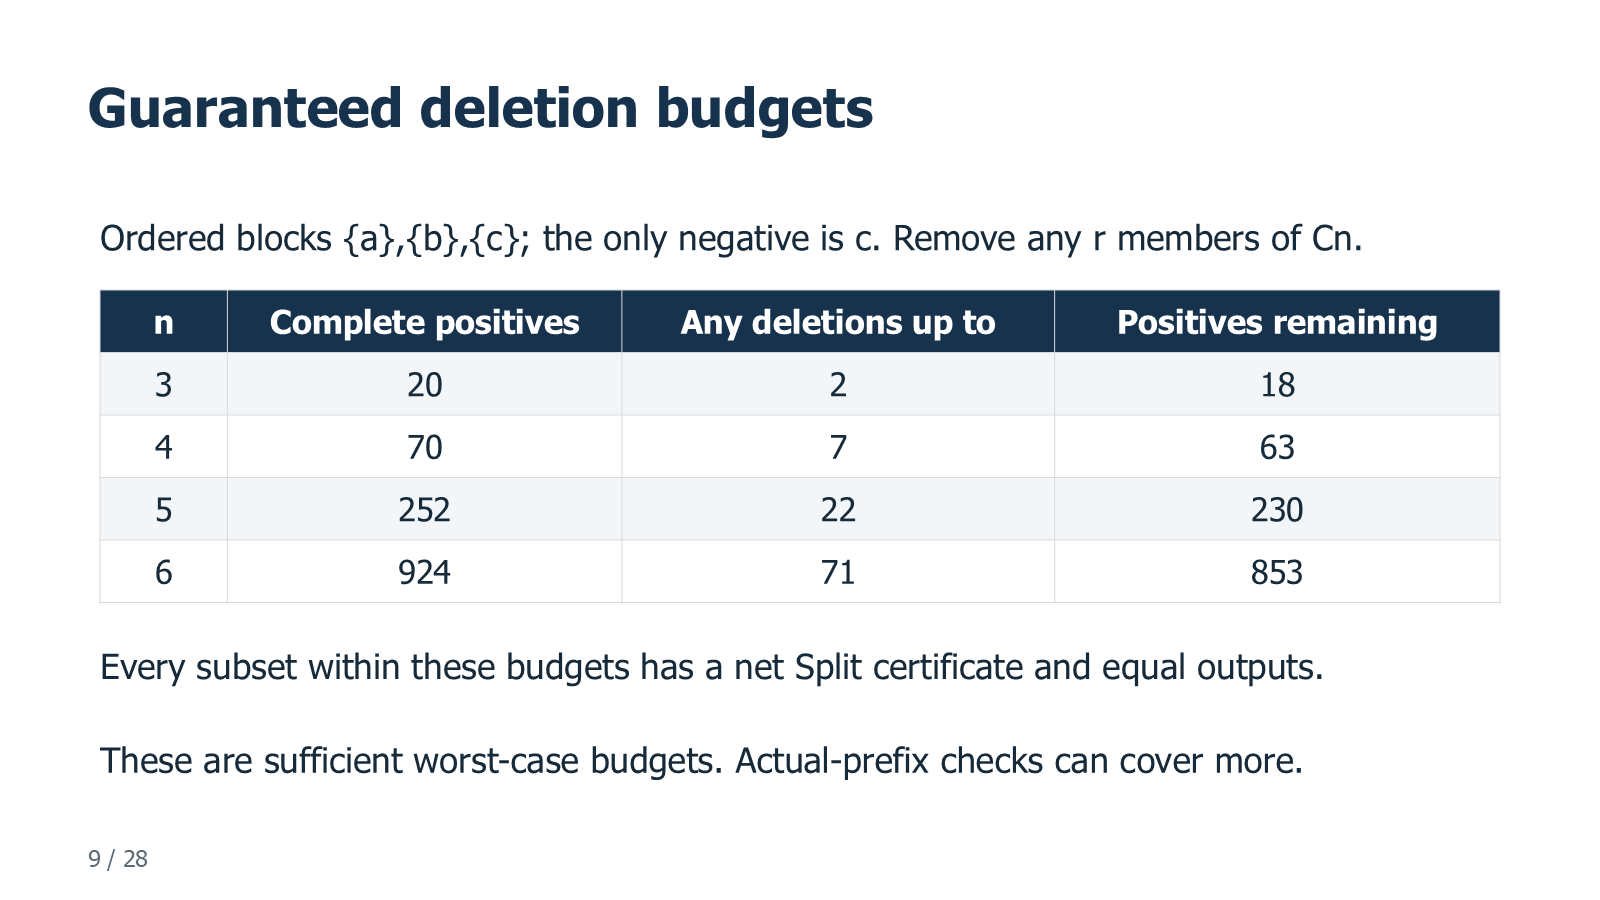 Guaranteed deletion budgets
Ordered blocks {a},{b},{c}; the only negative is c. Remove any r members of Cn.
n Complete positives Any deletions up to Positives remaining
3 20 2 18
4 70 7 63
5 252 22 230
6 924 71 853
Every subset within these budgets has a net Split certificate and equal outputs.
These are sufficient worst-case budgets. Actual-prefix checks can cover more.
9 / 28